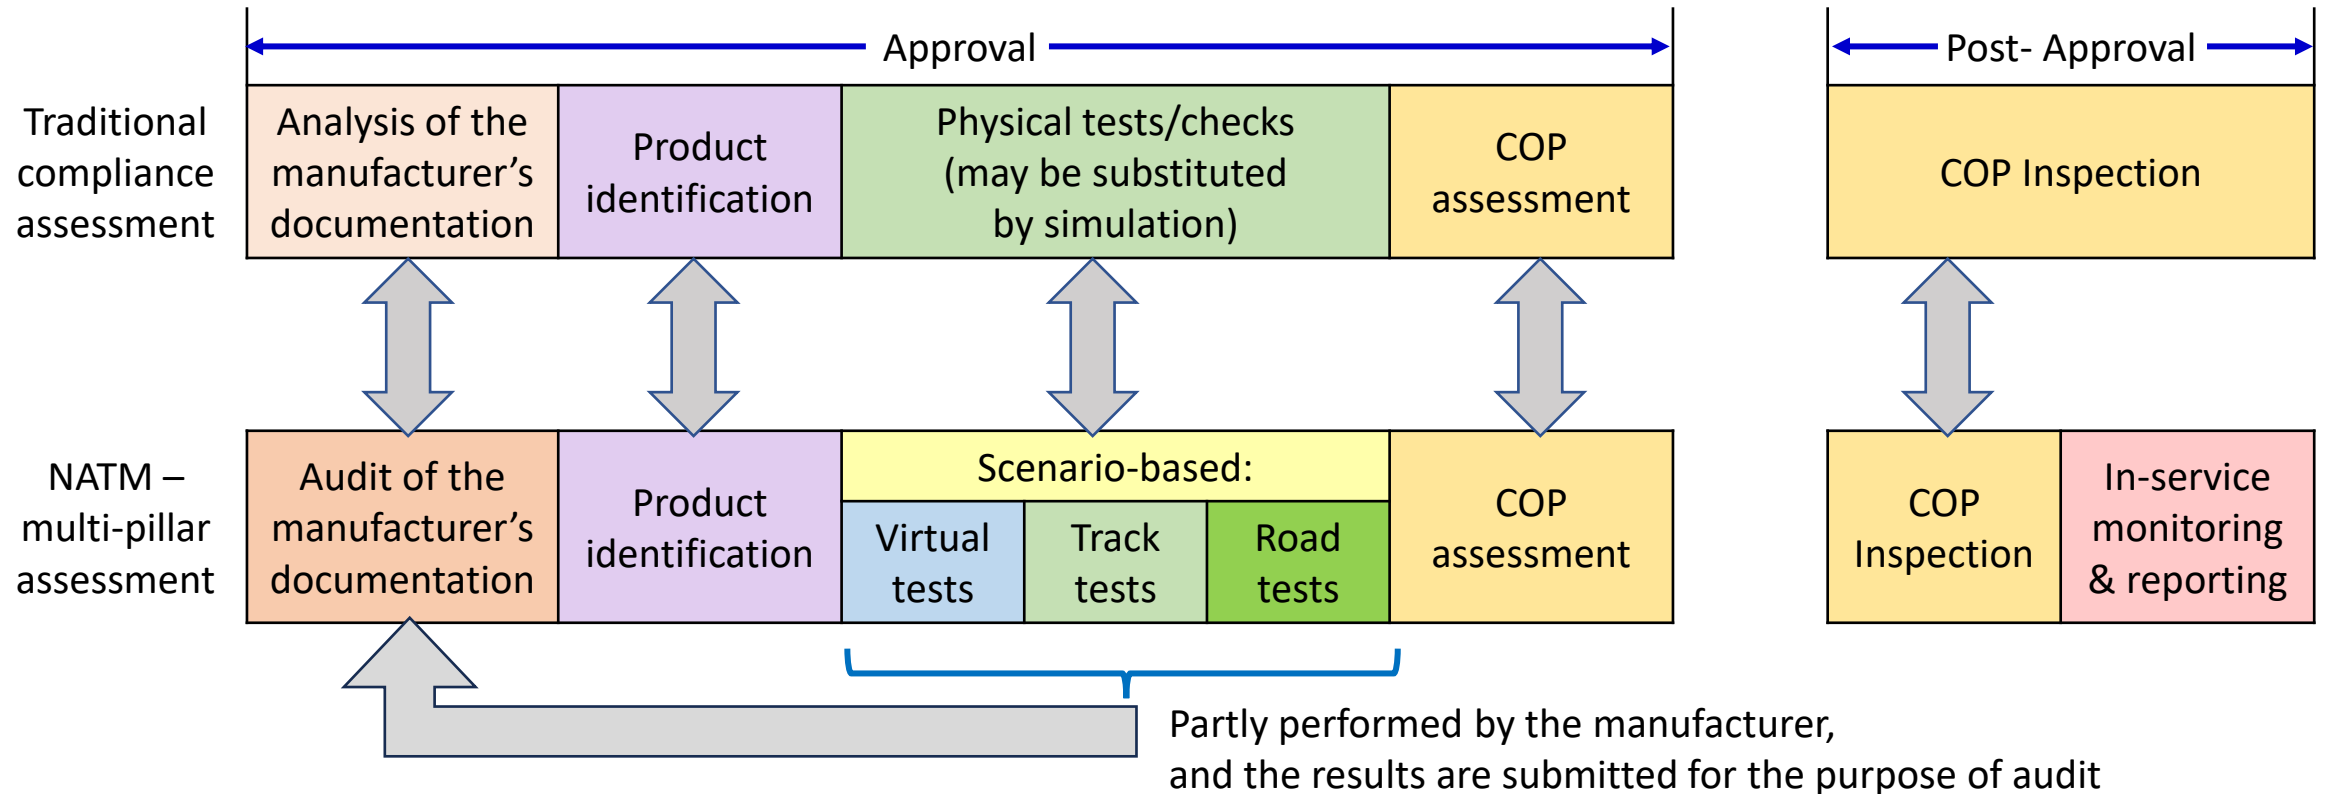 Approval
Post- Approval
Traditional
compliance
assessment
Analysis of the
manufacturer’s
documentation
Product
identification
Physical tests/checks
(may be substituted
by simulation)
COP
assessment
COP Inspection
NATM –
multi-pillar
assessment
Audit of the
manufacturer’s
documentation
Product
identification
Scenario-based:
Virtual
tests
Track
tests
Road
tests
COP
assessment
COP
Inspection
In-service
monitoring
& reporting
Partly performed by the manufacturer,
and the results are submitted for the purpose of audit